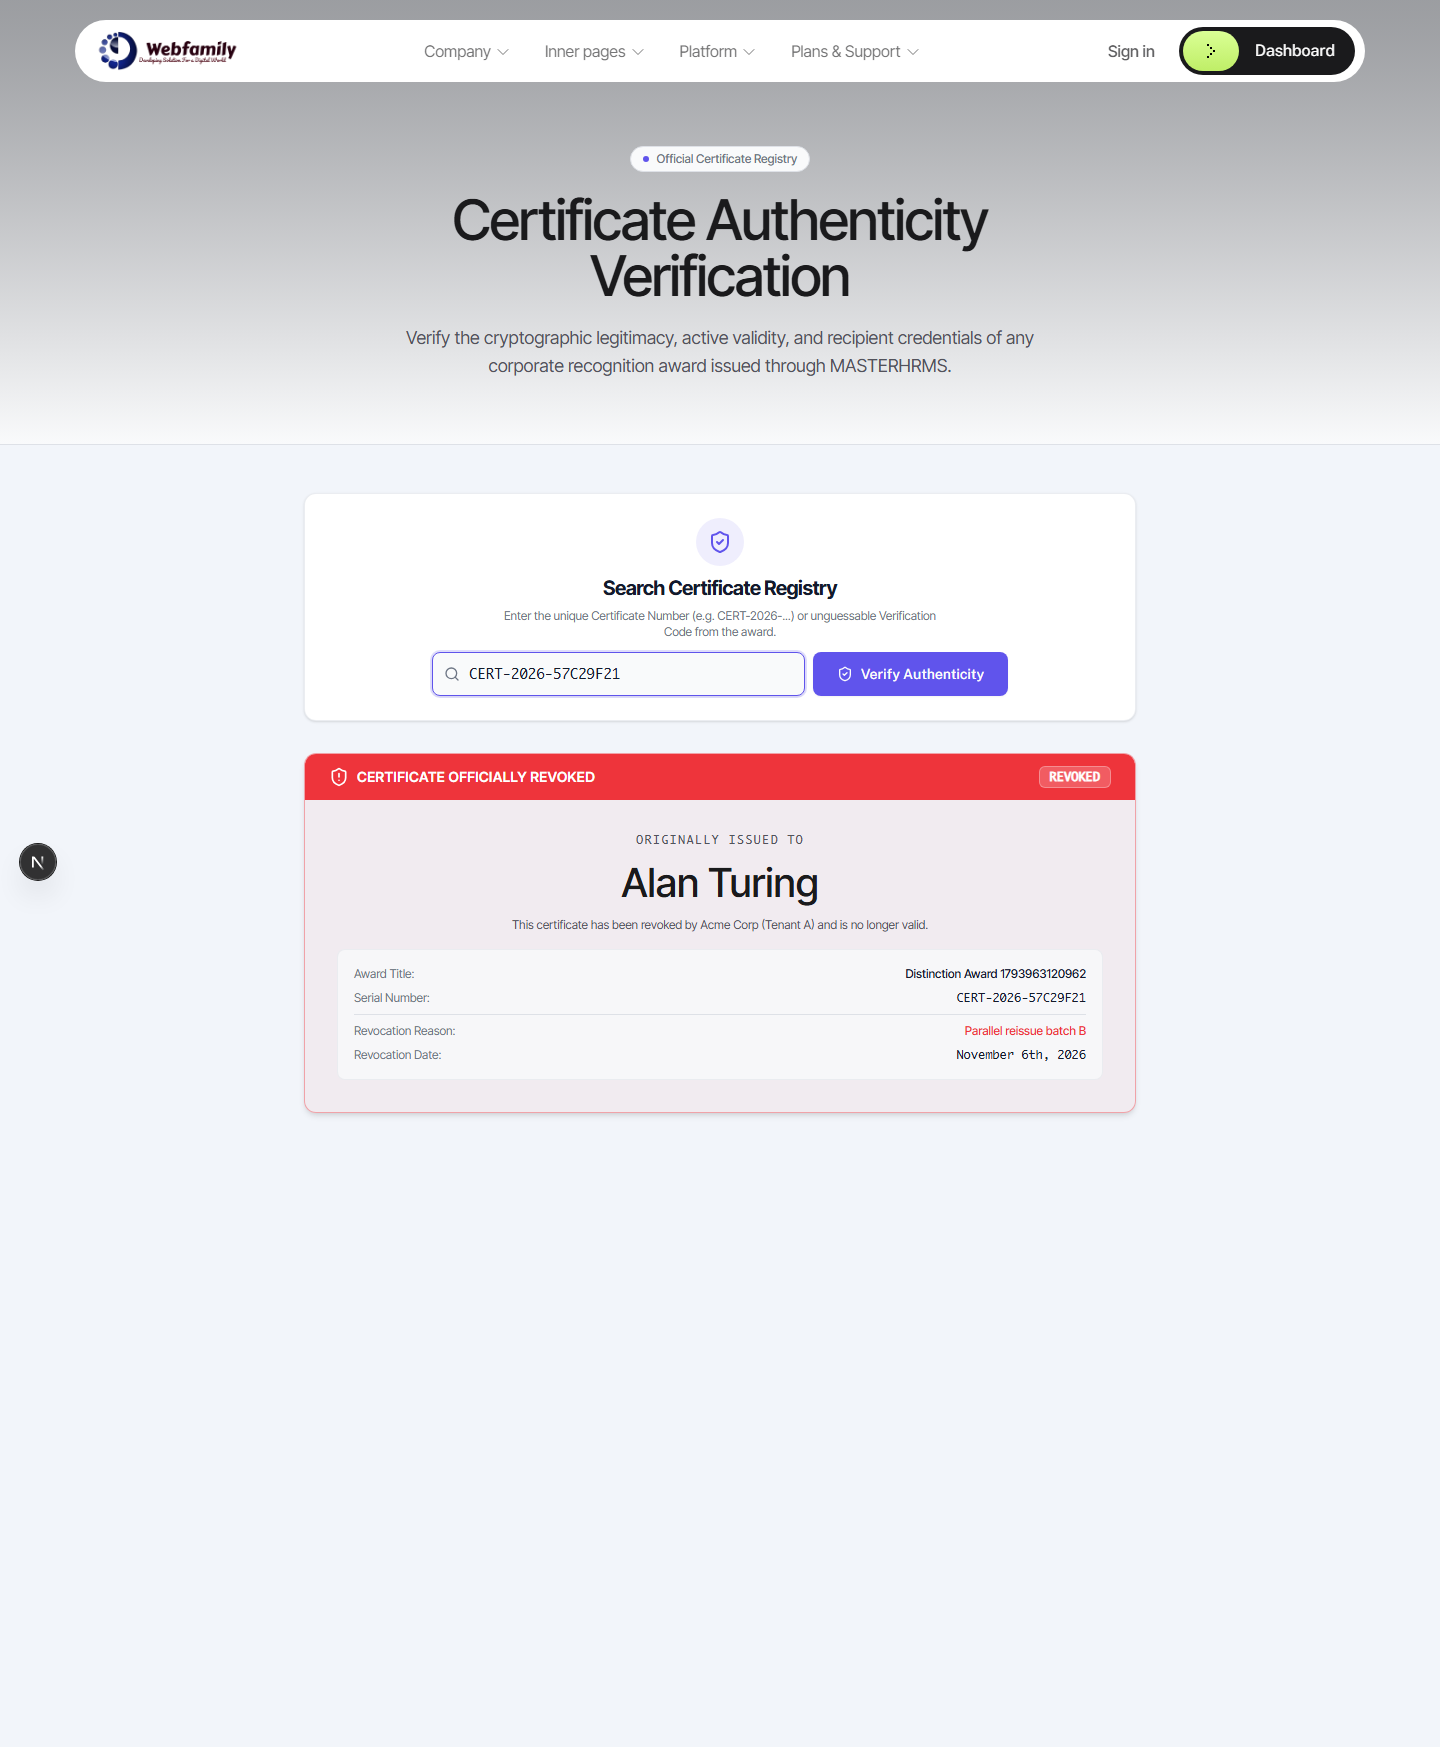 Webfamily
Developing Solution For a Digital World
Company
Inner pages
Platform
Plans & Support
Sign in
Dashboard
Official Certificate Registry
Certificate Authenticity
Verification
Verify the cryptographic legitimacy, active validity, and recipient credentials of any
corporate recognition award issued through MASTERHRMS.
Search Certificate Registry
Enter the unique Certificate Number (e.g. CERT-2026-...) or unguessable Verification
Code from the award.
CERT-2026-57C29F21
Verify Authenticity
CERTIFICATE OFFICIALLY REVOKED
REVOKED
ORIGINALLY ISSUED TO
Alan Turing
This certificate has been revoked by Acme Corp (Tenant A) and is no longer valid.
Award Title: Distinction Award 1793963120962
Serial Number: CERT-2026-57C29F21
Revocation Reason: Parallel reissue batch B
Revocation Date: November 6th, 2026
N